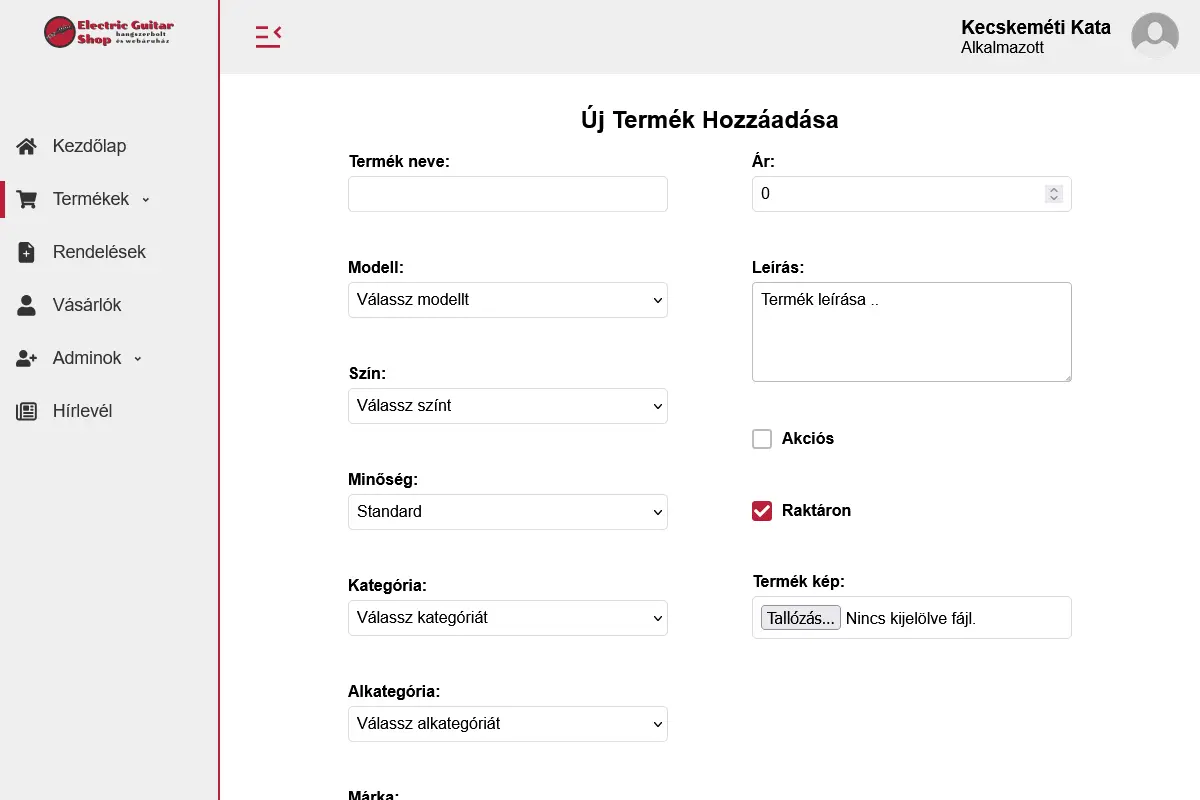 Electric Guitar
Shop hangszerbolt
és webáruház
Kecskeméti Kata
Alkalmazott
Kezdőlap
Termékek
Rendelések
Vásárlók
Adminok
Hírlevél
Új Termék Hozzáadása
Termék neve:
Modell:
Válassz modellt
Szín:
Válassz színt
Minőség:
Standard
Kategória:
Válassz kategóriát
Alkategória:
Válassz alkategóriát
Márka:
Ár:
0
Leírás:
Termék leírása ..
Akciós
Raktáron
Termék kép:
Tallózás... Nincs kijelölve fájl.